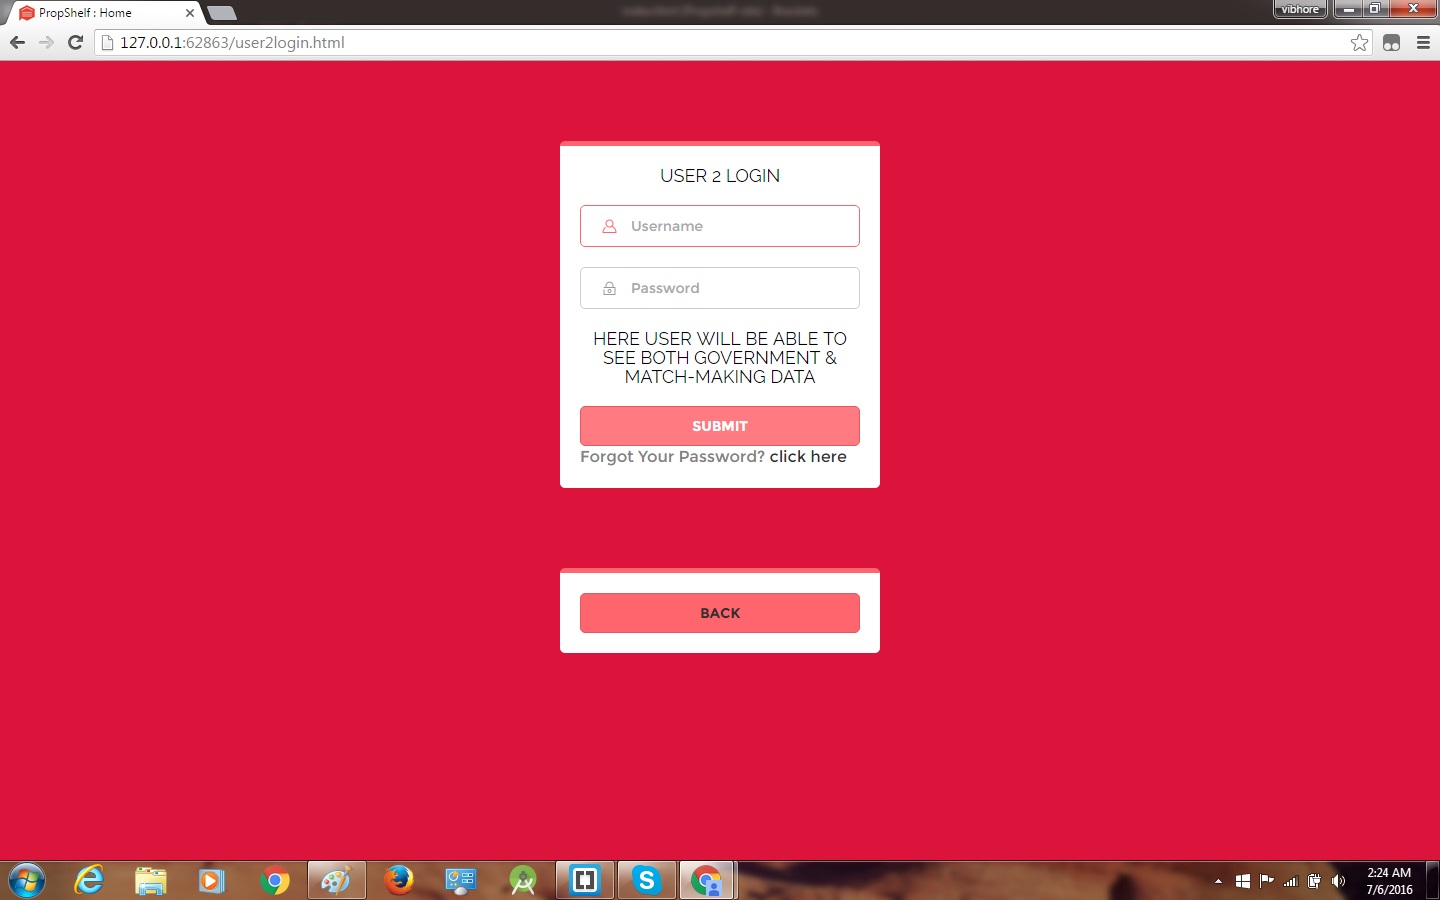 PropShelf : Home
vibhore
127.0.0.1:62863/user2login.html
USER 2 LOGIN
Username
Password
HERE USER WILL BE ABLE TO
SEE BOTH GOVERNMENT &
MATCH-MAKING DATA
SUBMIT
Forgot Your Password? click here
BACK
2:24 AM
7/6/2016